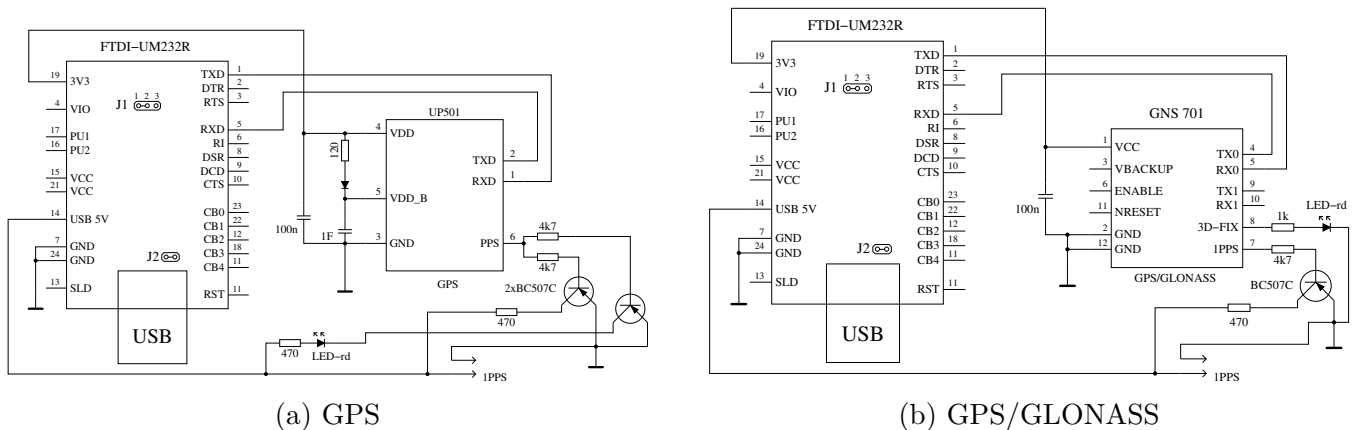 FTDI−UM232R
19
3V3
TXD
1
DTR
2
RTS
3
J1
1 2 3
4
VIO
RXD
5
RI
6
17
PU1
16
PU2
DSR
8
DCD
9
CTS
10
15
VCC
21
VCC
14
USB 5V
CB0
23
CB1
22
CB2
12
CB3
18
CB4
11
7
GND
24
GND
J2
13
SLD
RST
11
USB
UP501
4
VDD
120
TXD
2
RXD
1
5
VDD_B
100n
1F
3
GND
PPS
6
4k7
4k7
GPS
2xBC507C
470
470
LED−rd
1PPS
(a) GPS
FTDI−UM232R
19
3V3
TXD
1
DTR
2
RTS
3
J1
1 2 3
4
VIO
RXD
5
RI
6
17
PU1
16
PU2
DSR
8
DCD
9
CTS
10
15
VCC
21
VCC
14
USB 5V
CB0
23
CB1
22
CB2
12
CB3
18
CB4
11
7
GND
24
GND
J2
13
SLD
RST
11
USB
GNS 701
1
VCC
TX0
4
RX0
5
3
VBACKUP
6
ENABLE
TX1
9
RX1
10
11
NRESET
100n
2
GND
12
GND
3D−FIX
8
1k
LED−rd
1PPS
7
4k7
GPS/GLONASS
BC507C
470
1PPS
(b) GPS/GLONASS